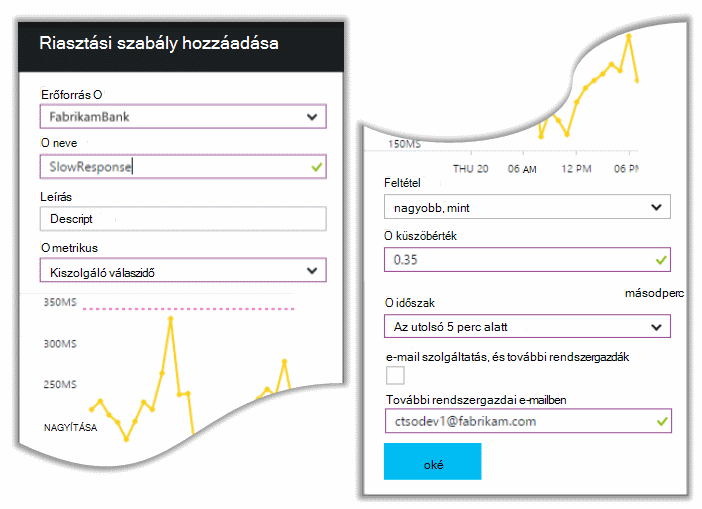 Riasztási szabály hozzáadása
Erőforrás O
FabrikamBank
O neve
SlowResponse
Leírás
Descript
O metrikus
Kiszolgáló válaszidő
350MS
300MS
250MS
NAGYÍTÁSA
150MS
THU 20 06 AM 12 PM 06 PM
Feltétel
nagyobb, mint
O küszöbérték
0.35
másodperc
O időszak
Az utolsó 5 perc alatt
e-mail szolgáltatás, és további rendszergazdák
További rendszergazdai e-mailben
ctsodev1@fabrikam.com
oké